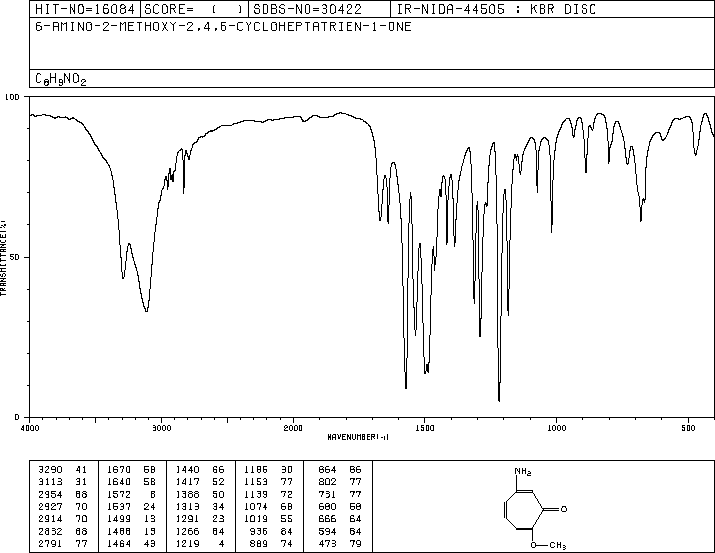 HIT-NO=16084 SCORE= ( ) SDBS-NO=30422 IR-NIDA-44505 : KBR DISC
6-AMINO-2-METHOXY-2,4,6-CYCLOHEPTATRIEN-1-ONE
C8H9NO2
100
50
0
TRANSMITTANCE(%)
4000 3000 2000 1500 1000 500
WAVENUMBER(-1)
3290 41 1670 58 1440 66 1186 30 864 86
3113 31 1640 58 1417 52 1153 77 802 77
2954 68 1572 8 1388 50 1139 72 731 77
2927 70 1537 24 1313 34 1074 68 680 58
2914 70 1499 13 1291 23 1019 55 666 64
2832 66 1488 13 1266 64 936 84 594 84
2791 77 1464 43 1219 4 889 74 473 79
NH2
O
O—CH3